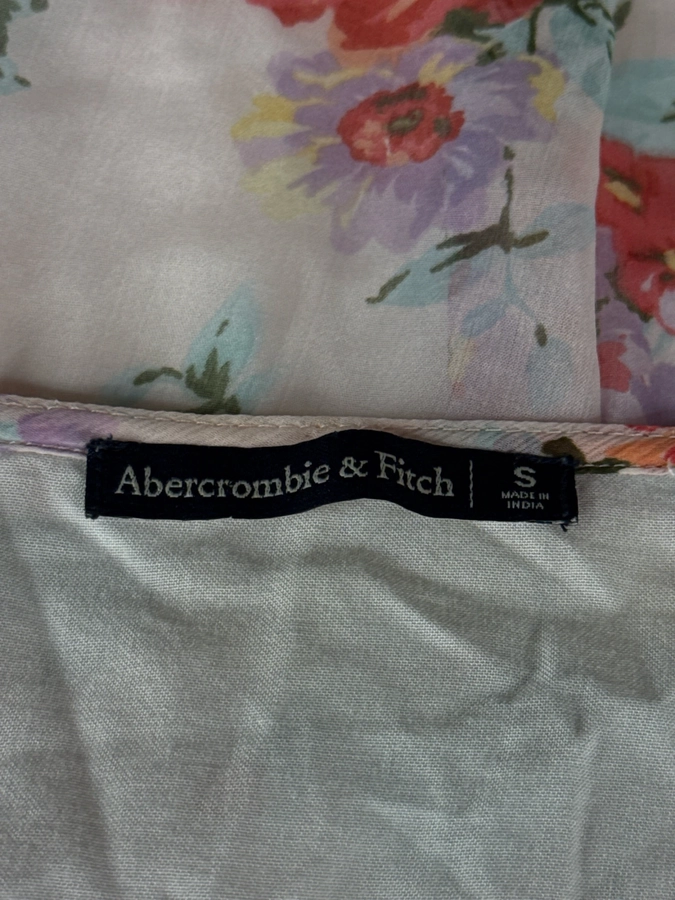 Abercrombie & Fitch | S
MADE IN
INDIA